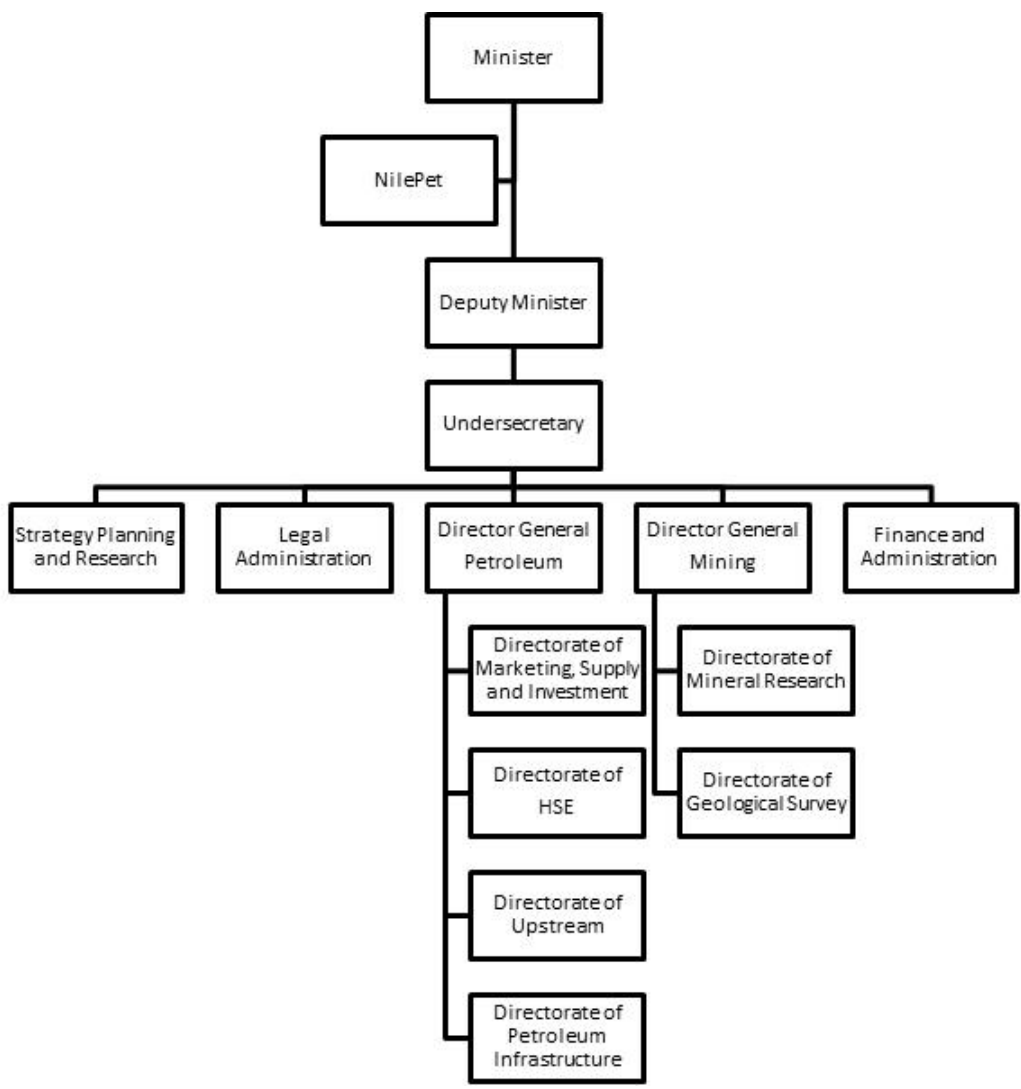 Minister
NilePet
Deputy Minister
Undersecretary
Strategy Planning
and Research
Legal
Administration
Director General
Petroleum
Director General
Mining
Finance and
Administration
Directorate of
Marketing, Supply
and Investment
Directorate of
HSE
Directorate of
Upstream
Directorate of
Petroleum
Infrastructure
Directorate of
Mineral Research
Directorate of
Geological Survey